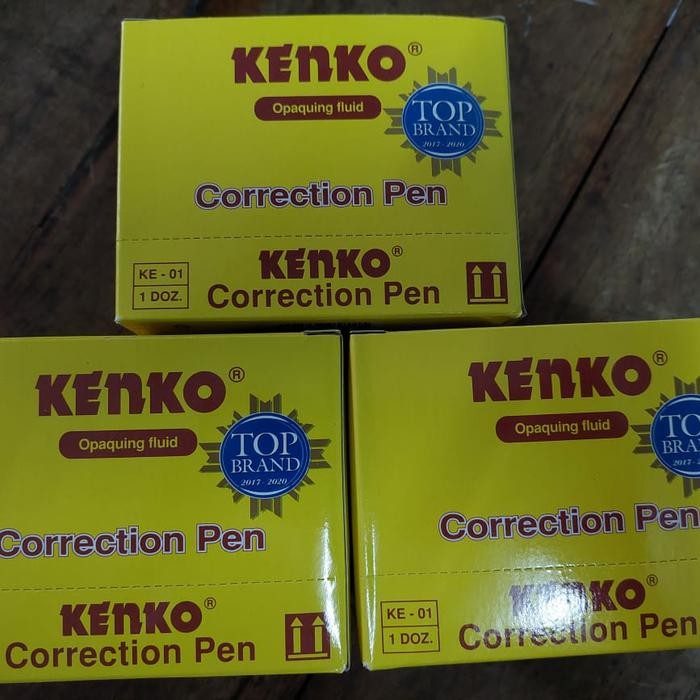 KENKO®
Opaquing fluid
TOP
BRAND
2017 - 2020
Correction Pen
KE - 01
1 DOZ.
KENKO®
Correction Pen
KENKO®
Opaquing fluid
TOP
BRAND
2017 - 2020
Correction Pen
KENKO®
Correction Pen
KENKO®
Opaquing fluid
Correction Pen
KE - 01
1 DOZ.
KENKO®
Correction Pen